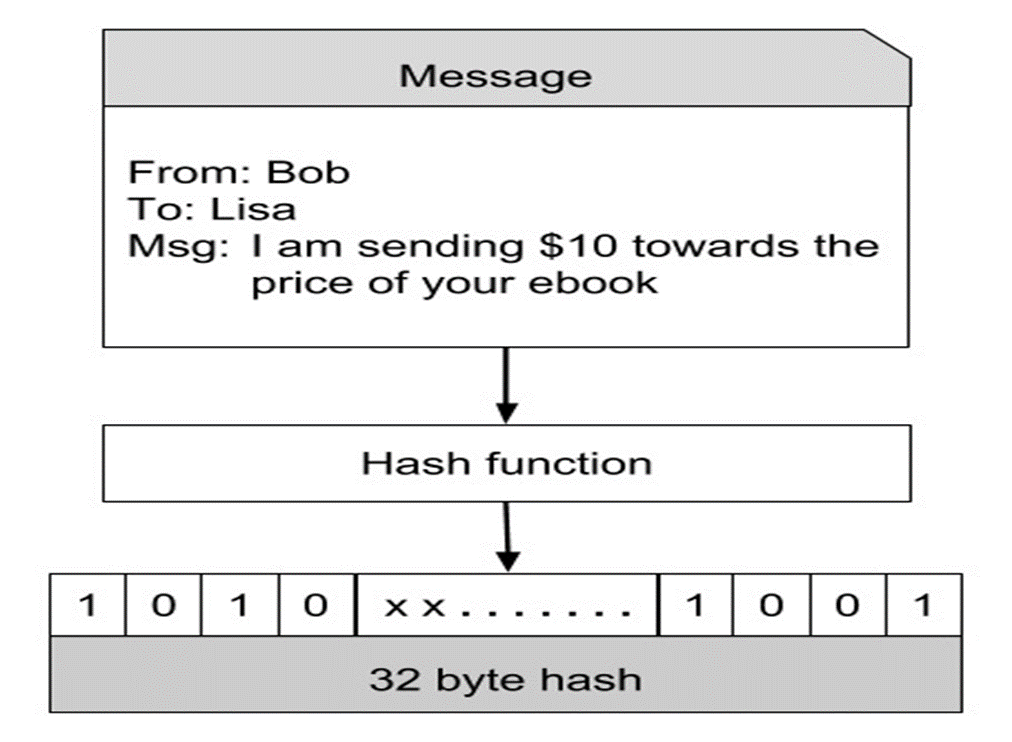 Message
From: Bob
To: Lisa
Msg: I am sending $10 towards the
price of your ebook
Hash function
1 0 1 0 x x . . . . . . . 1 0 0 1
32 byte hash